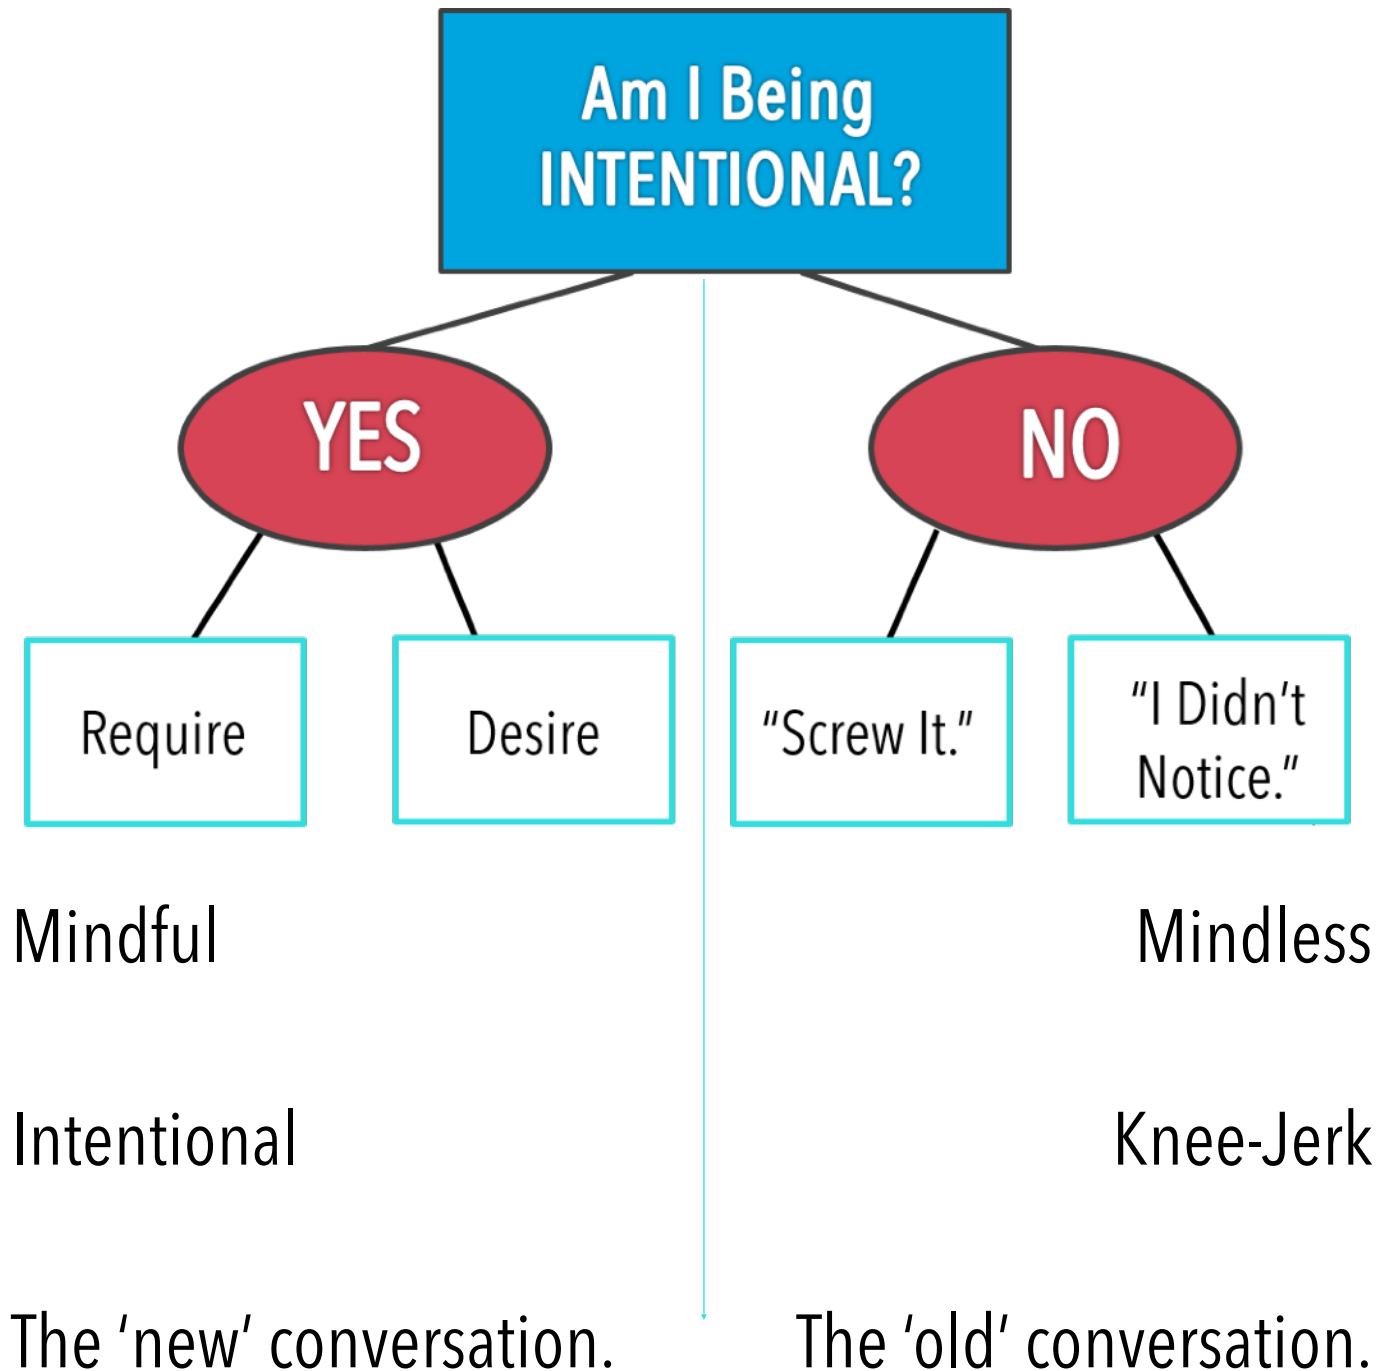 Am I Being
INTENTIONAL?
YES
NO
Require
Desire
“Screw It.”
“I Didn’t
Notice.”
Mindful
Mindless
Intentional
Knee-Jerk
The ‘new’ conversation.
The ‘old’ conversation.